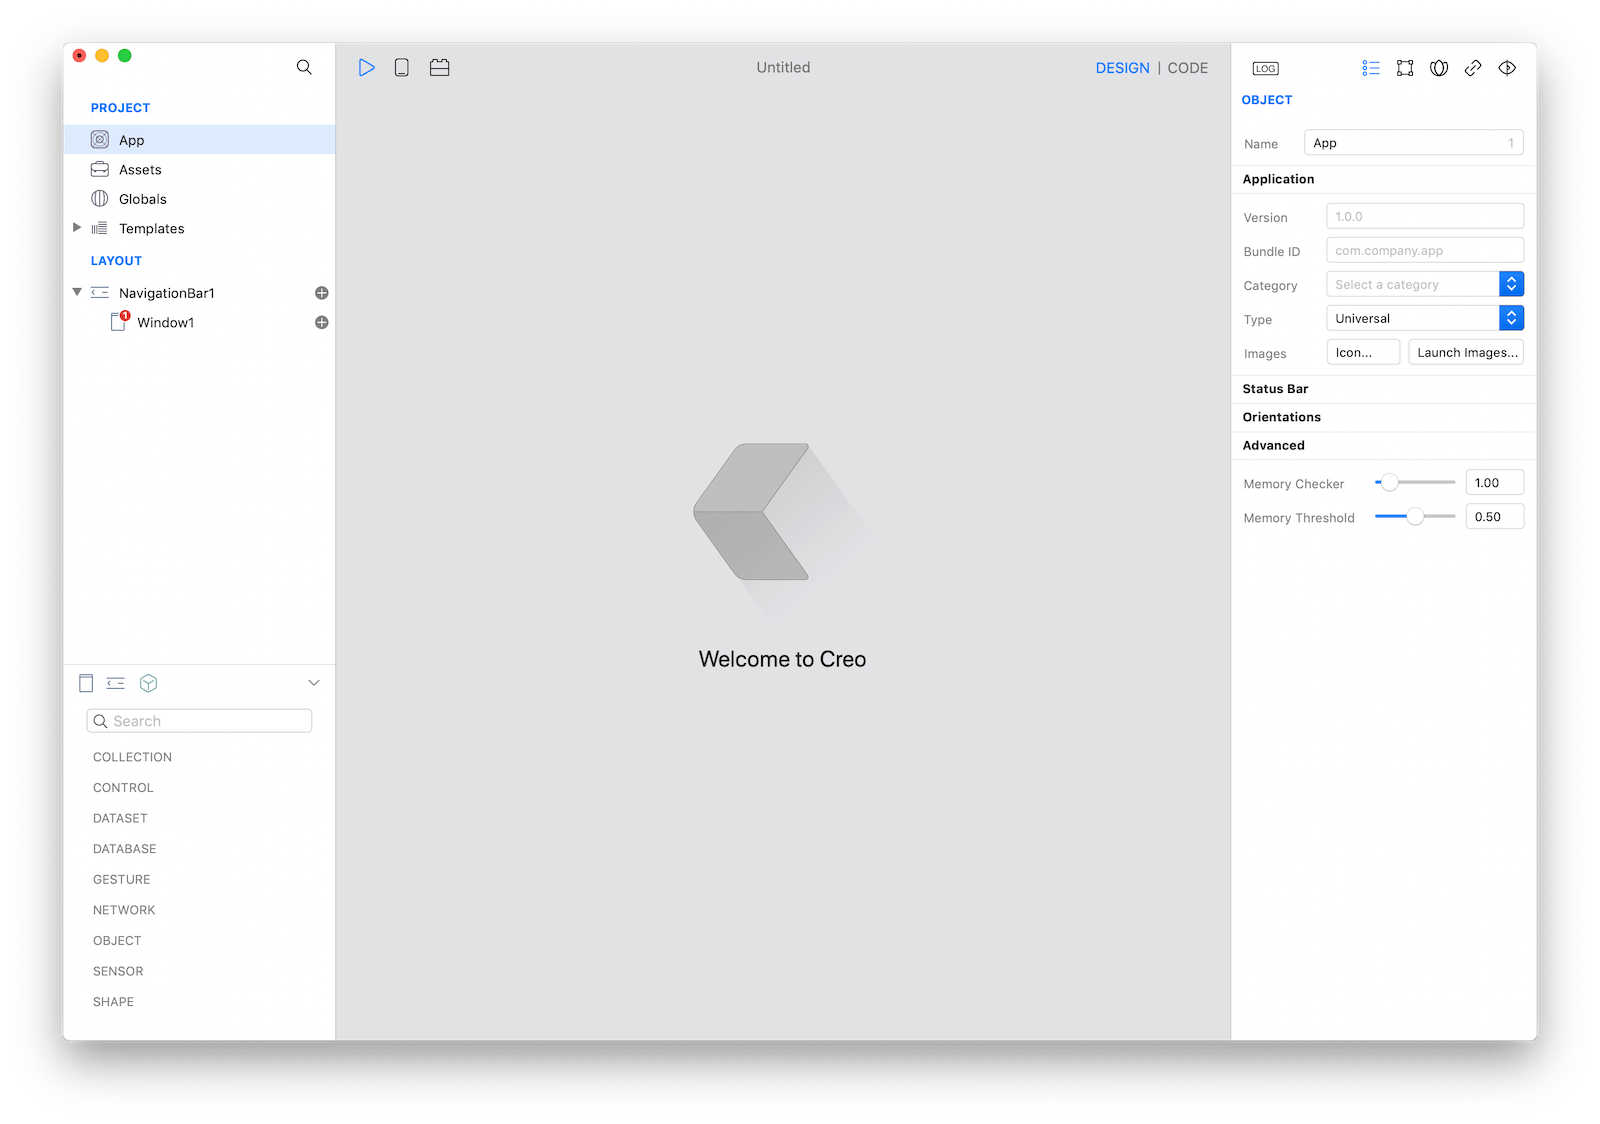 Untitled
DESIGN | CODE
LOG
PROJECT
App
Assets
Globals
Templates
LAYOUT
NavigationBar1
1
Window1
Search
COLLECTION
CONTROL
DATASET
DATABASE
GESTURE
NETWORK
OBJECT
SENSOR
SHAPE
Welcome to Creo
OBJECT
Name App 1
Application
Version 1.0.0
Bundle ID com.company.app
Category Select a category
Type Universal
Images Icon... Launch Images...
Status Bar
Orientations
Advanced
Memory Checker 1.00
Memory Threshold 0.50